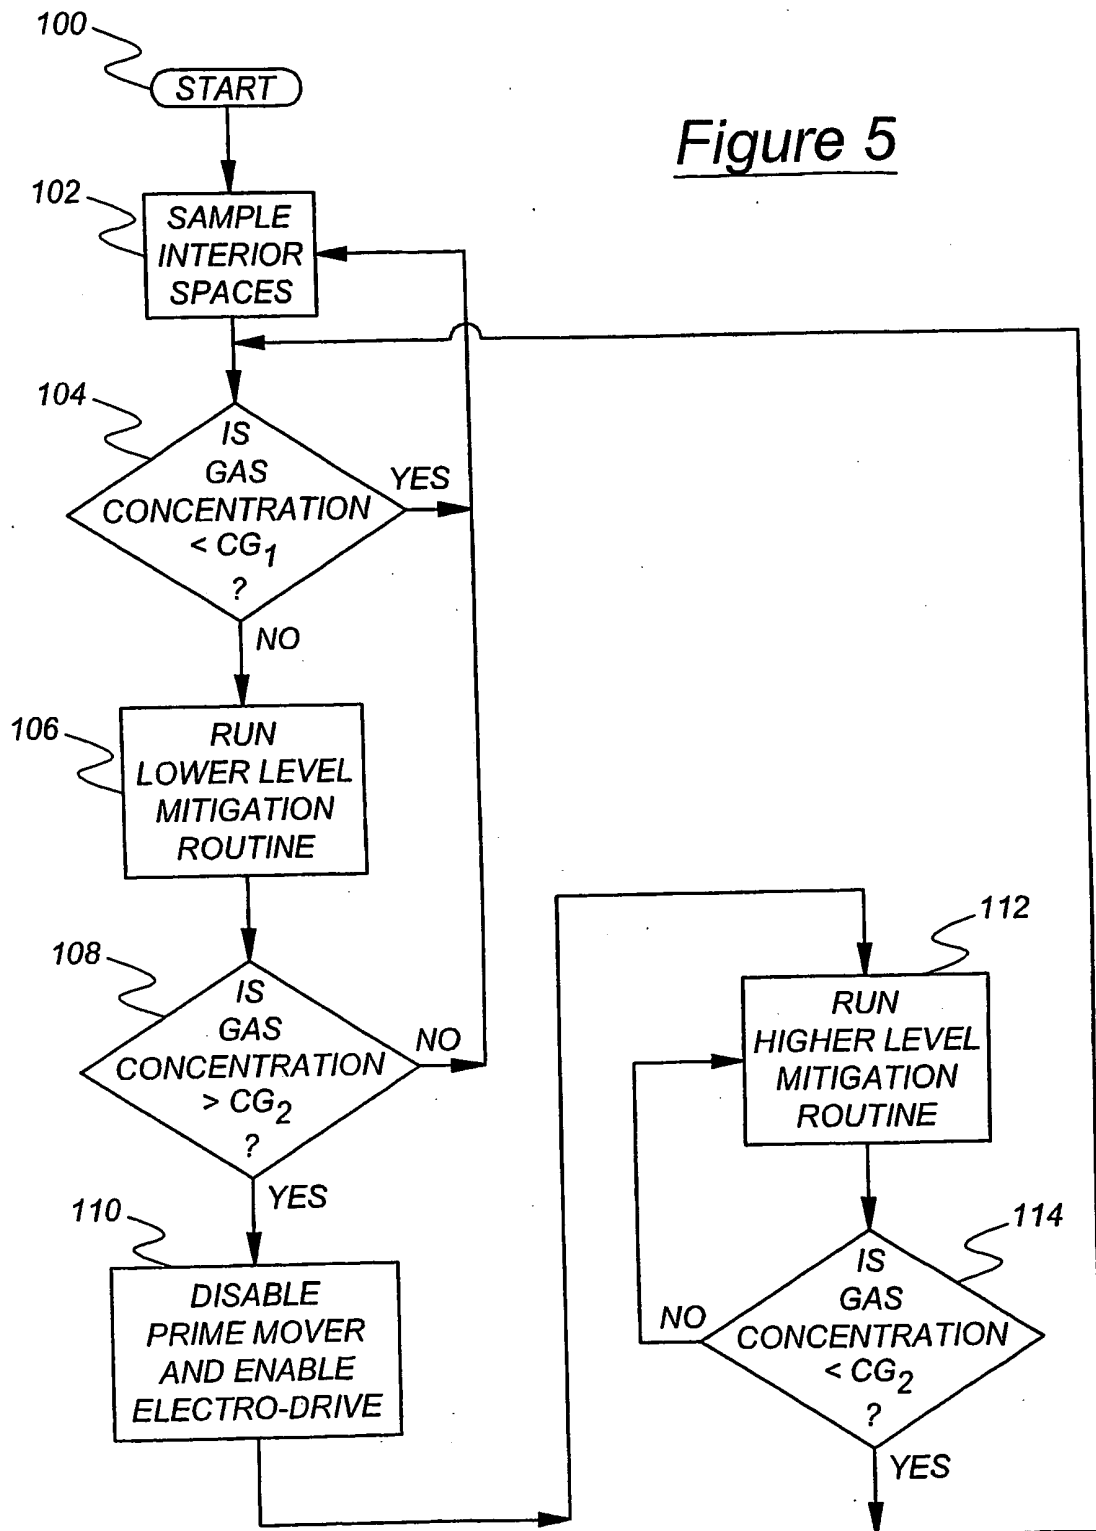 100
START
Figure 5
102
SAMPLE
INTERIOR
SPACES
104
IS
GAS
CONCENTRATION
< CG1
?
YES
NO
106
RUN
LOWER LEVEL
MITIGATION
ROUTINE
108
IS
GAS
CONCENTRATION
> CG2
?
NO
YES
110
DISABLE
PRIME MOVER
AND ENABLE
ELECTRO-DRIVE
112
RUN
HIGHER LEVEL
MITIGATION
ROUTINE
114
IS
GAS
CONCENTRATION
< CG2
?
NO
YES